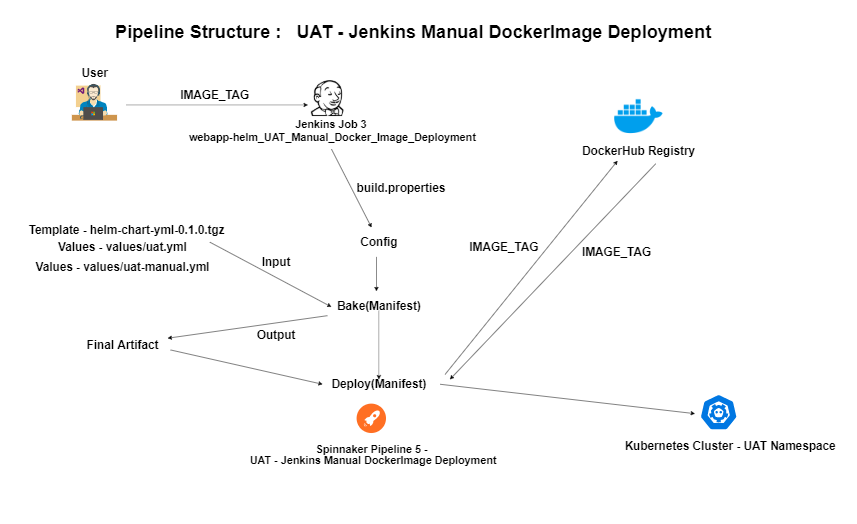 Pipeline Structure : UAT - Jenkins Manual DockerImage Deployment
User
IMAGE_TAG
Jenkins Job 3
webapp-helm_UAT_Manual_Docker_Image_Deployment
DockerHub Registry
build.properties
Template - helm-chart-yml-0.1.0.tgz
Values - values/uat.yml
Values - values/uat-manual.yml
Input
Config
IMAGE_TAG
IMAGE_TAG
Bake(Manifest)
Output
Final Artifact
Deploy(Manifest)
Spinnaker Pipeline 5 -
UAT - Jenkins Manual DockerImage Deployment
Kubernetes Cluster - UAT Namespace